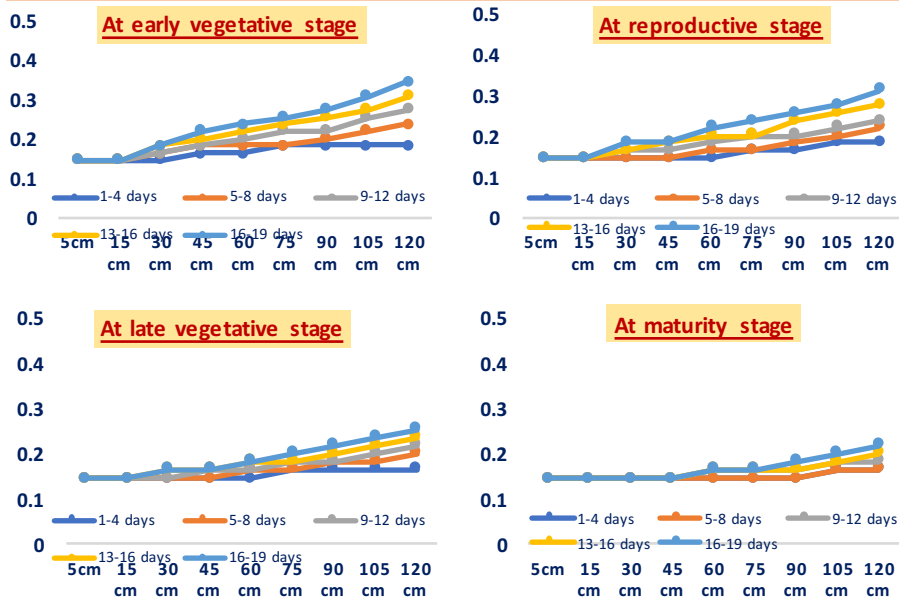 At early vegetative stage
0.5
0.4
0.3
0.2
0.1
0
1-4 days 5-8 days 9-12 days
13-16 days 16-19 days
5cm 15 30 45 60 75 90 105 120
cm cm cm cm cm cm cm cm
At reproductive stage
0.5
0.4
0.3
0.2
0.1
0
1-4 days 5-8 days 9-12 days
13-16 days 16-19 days
5cm 15 30 45 60 75 90 105 120
cm cm cm cm cm cm cm cm
At late vegetative stage
0.5
0.4
0.3
0.2
0.1
0
1-4 days 5-8 days 9-12 days
13-16 days 16-19 days
5cm 15 30 45 60 75 90 105 120
cm cm cm cm cm cm cm cm
At maturity stage
0.5
0.4
0.3
0.2
0.1
0
1-4 days 5-8 days 9-12 days
13-16 days 16-19 days
5cm 15 30 45 60 75 90 105 120
cm cm cm cm cm cm cm cm